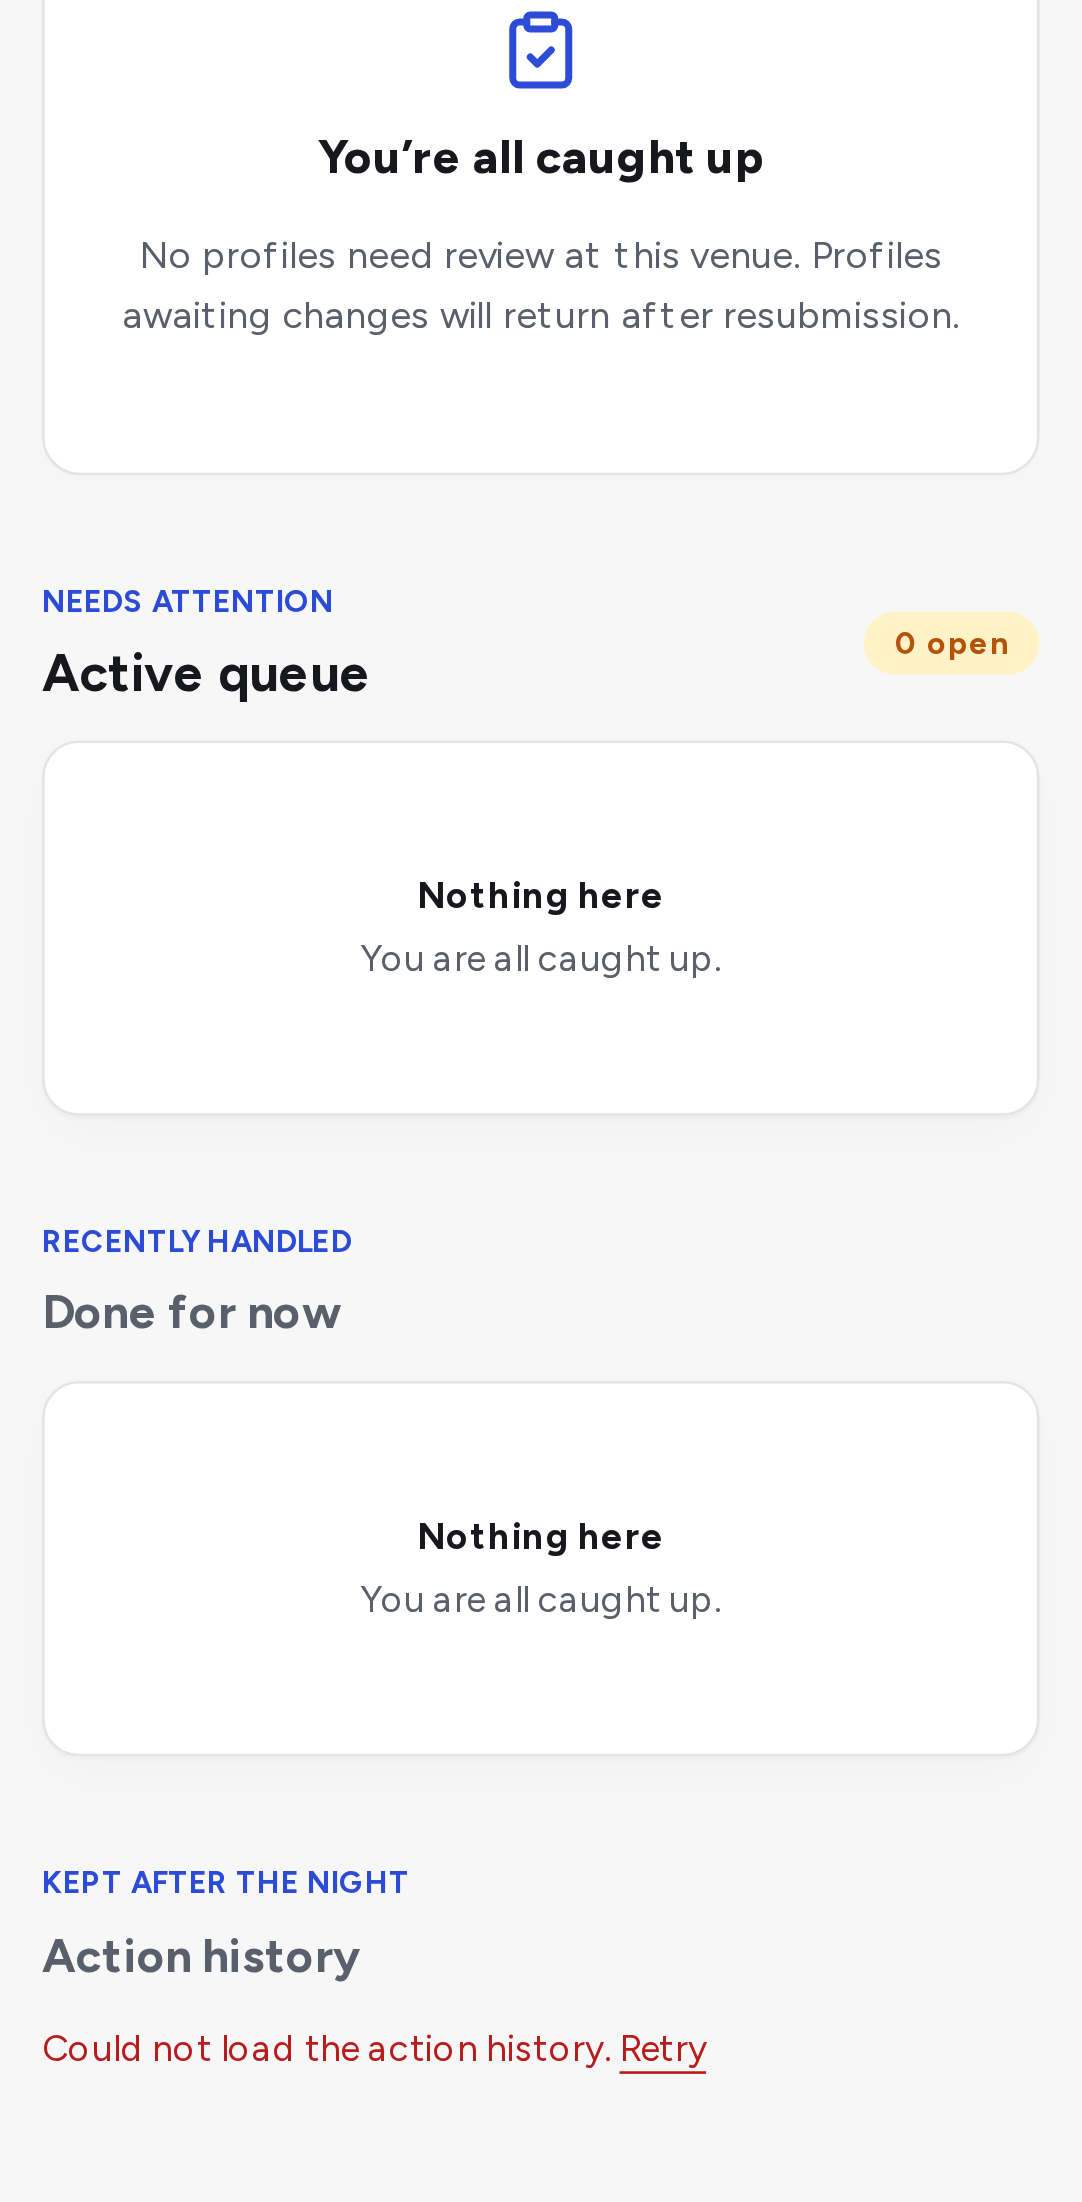 You’re all caught up
No profiles need review at this venue. Profiles
awaiting changes will return after resubmission.
NEEDS ATTENTION
Active queue
0 open
Nothing here
You are all caught up.
RECENTLY HANDLED
Done for now
Nothing here
You are all caught up.
KEPT AFTER THE NIGHT
Action history
Could not load the action history. Retry